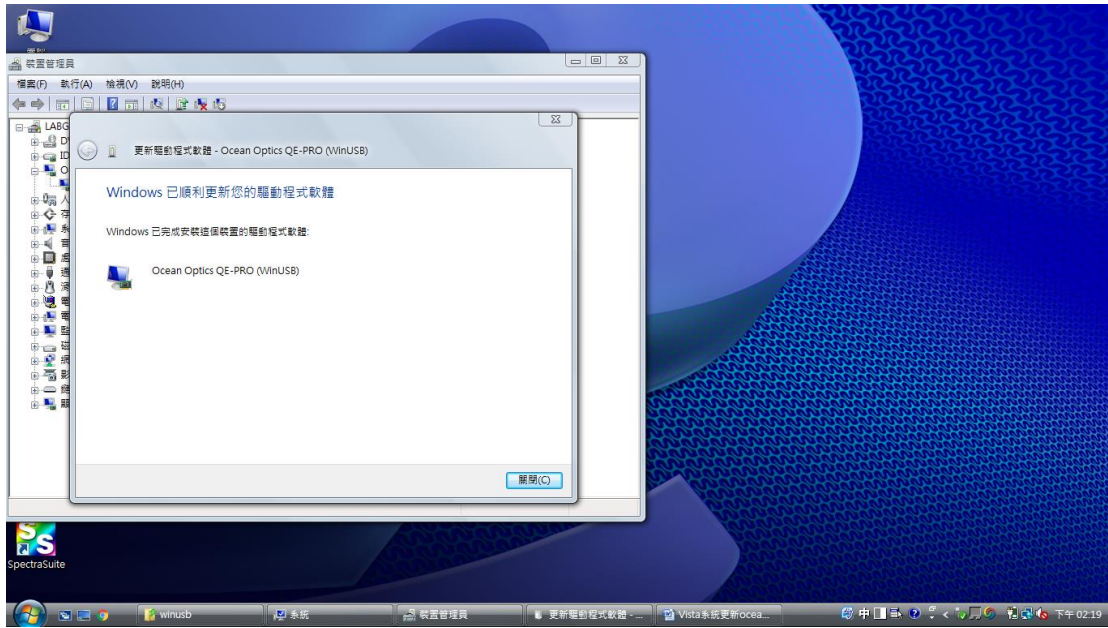 裝置管理員
檔案(F) 執行(A) 檢視(V) 說明(H)
LABG
更新驅動程式軟體 - Ocean Optics QE-PRO (WinUSB)
Windows 已順利更新您的驅動程式軟體
Windows 已完成安裝這個裝置的驅動程式軟體:
Ocean Optics QE-PRO (WinUSB)
關閉(C)
SpectraSuite
winusb
系統
裝置管理員
更新驅動程式軟體 - ...
Vista系統更新ocea...
中
下午 02:19